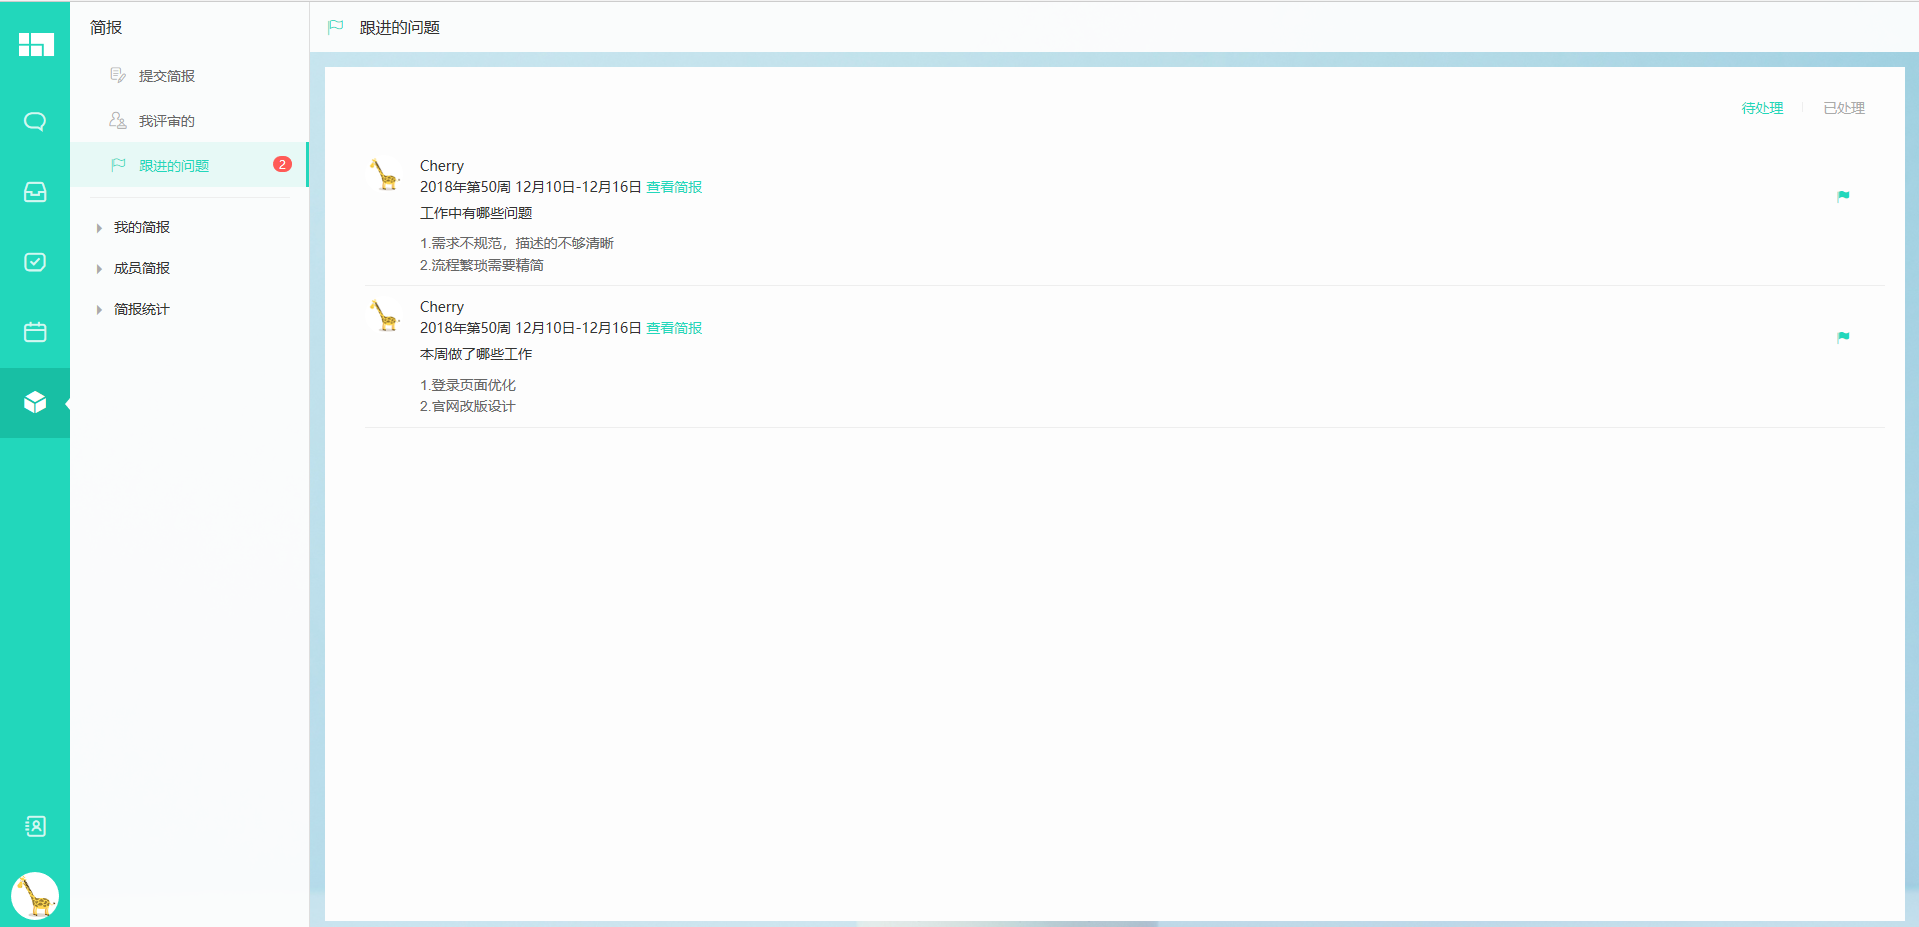 简报
提交简报
我评审的
跟进的问题 2
我的简报
成员简报
简报统计
跟进的问题
待处理 已处理
Cherry
2018年第50周 12月10日-12月16日 查看简报
工作中有哪些问题
1.需求不规范，描述的不够清晰
2.流程繁琐需要精简
Cherry
2018年第50周 12月10日-12月16日 查看简报
本周做了哪些工作
1.登录页面优化
2.官网改版设计